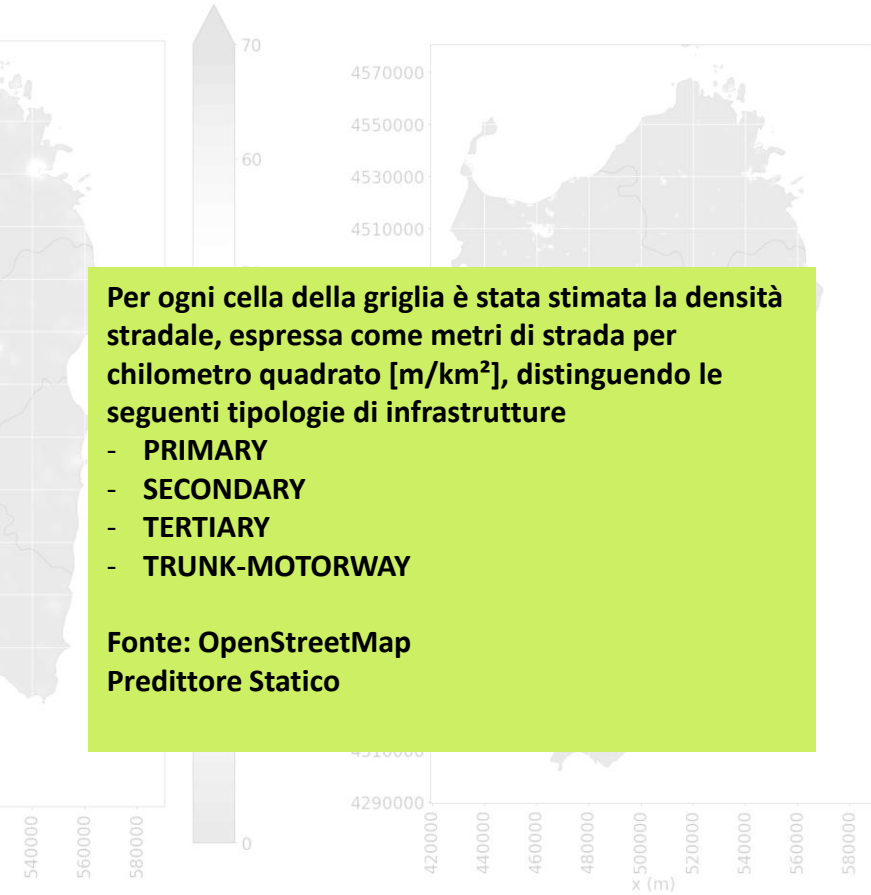 70
60
4570000
4550000
4530000
4510000
Per ogni cella della griglia è stata stimata la densità
stradale, espressa come metri di strada per
chilometro quadrato [m/km²], distinguendo le
seguenti tipologie di infrastrutture
- PRIMARY
- SECONDARY
- TERTIARY
- TRUNK-MOTORWAY
Fonte: OpenStreetMap
Predittore Statico
4290000
0
540000
560000
580000
420000
440000
460000
480000
500000
520000
540000
560000
580000
x (m)